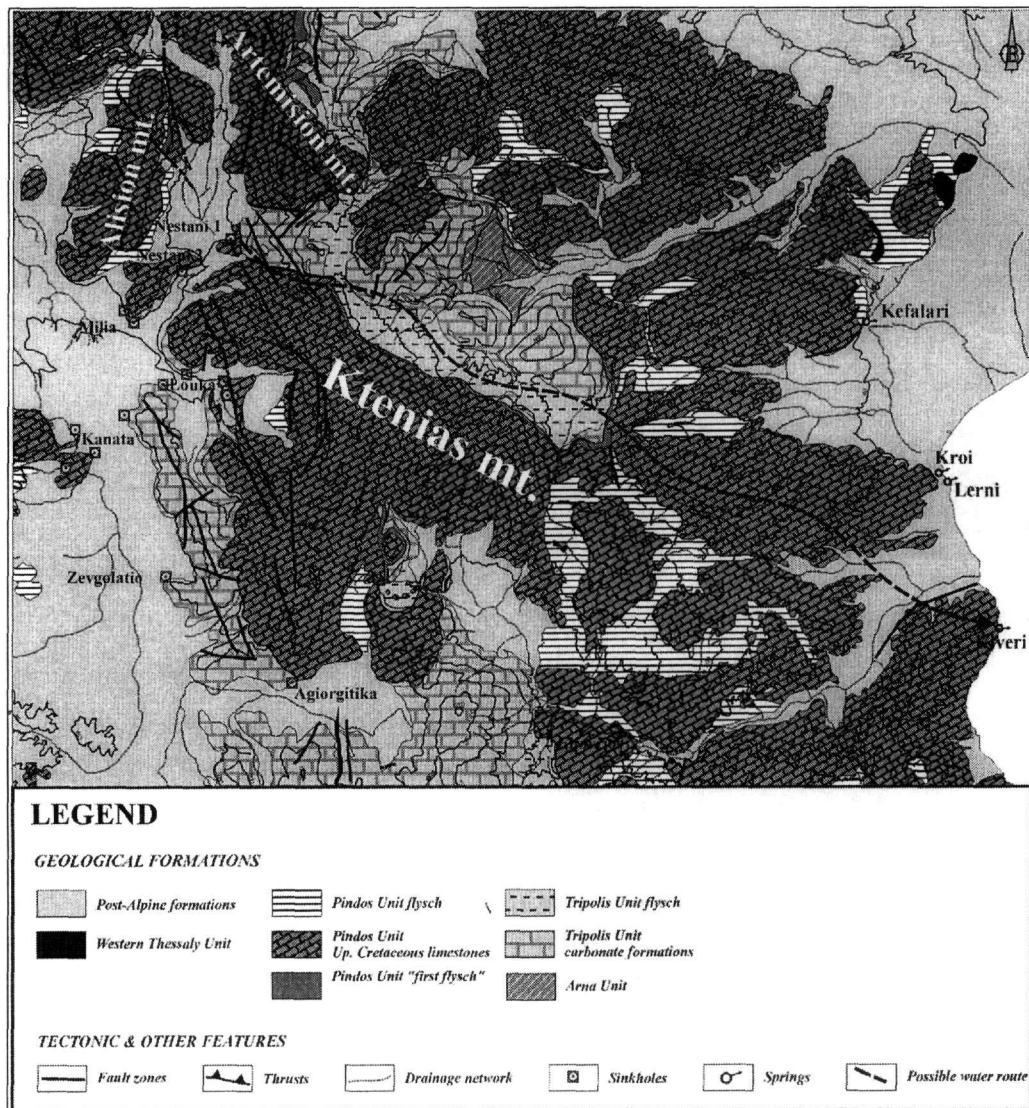 Artemision mt.
Alision mt.
B
Nestani 1
Nestani 2
Milia
Louka
Kanata
Ktenias mt.
Kefalari
Kroi
Lerni
Zevgolatio
Agiorgitika
LEGEND
GEOLOGICAL FORMATIONS
Post-Alpine formations
Pindos Unit flysch
Tripolis Unit flysch
Western Thessaly Unit
Pindos Unit
Up. Cretaceous limestones
Tripolis Unit
carbonate formations
Pindos Unit "first flysch"
Arna Unit
TECTONIC & OTHER FEATURES
Fault zones
Thrusts
Drainage network
Sinkholes
Springs
Possible water route